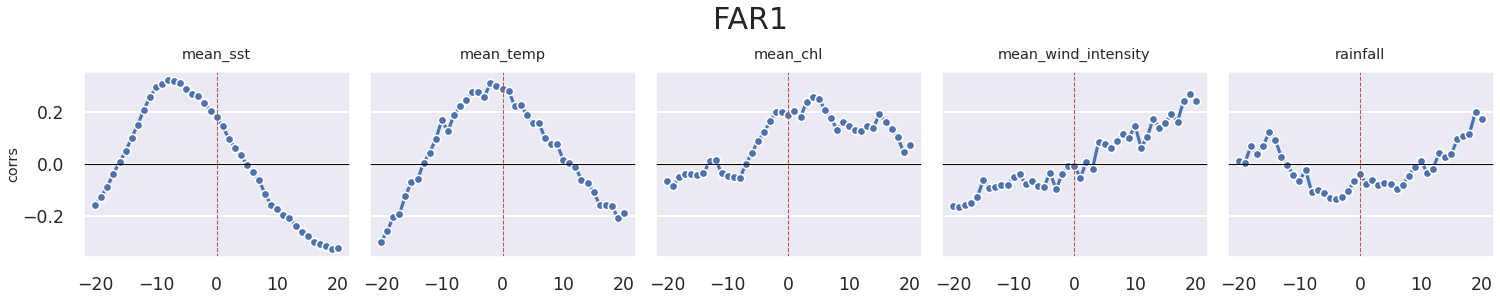 FAR1
mean_sst mean_temp mean_chl mean_wind_intensity rainfall
corrs
0.2
0.0
−0.2
−20 −10 0 10 20 −20 −10 0 10 20 −20 −10 0 10 20 −20 −10 0 10 20 −20 −10 0 10 20